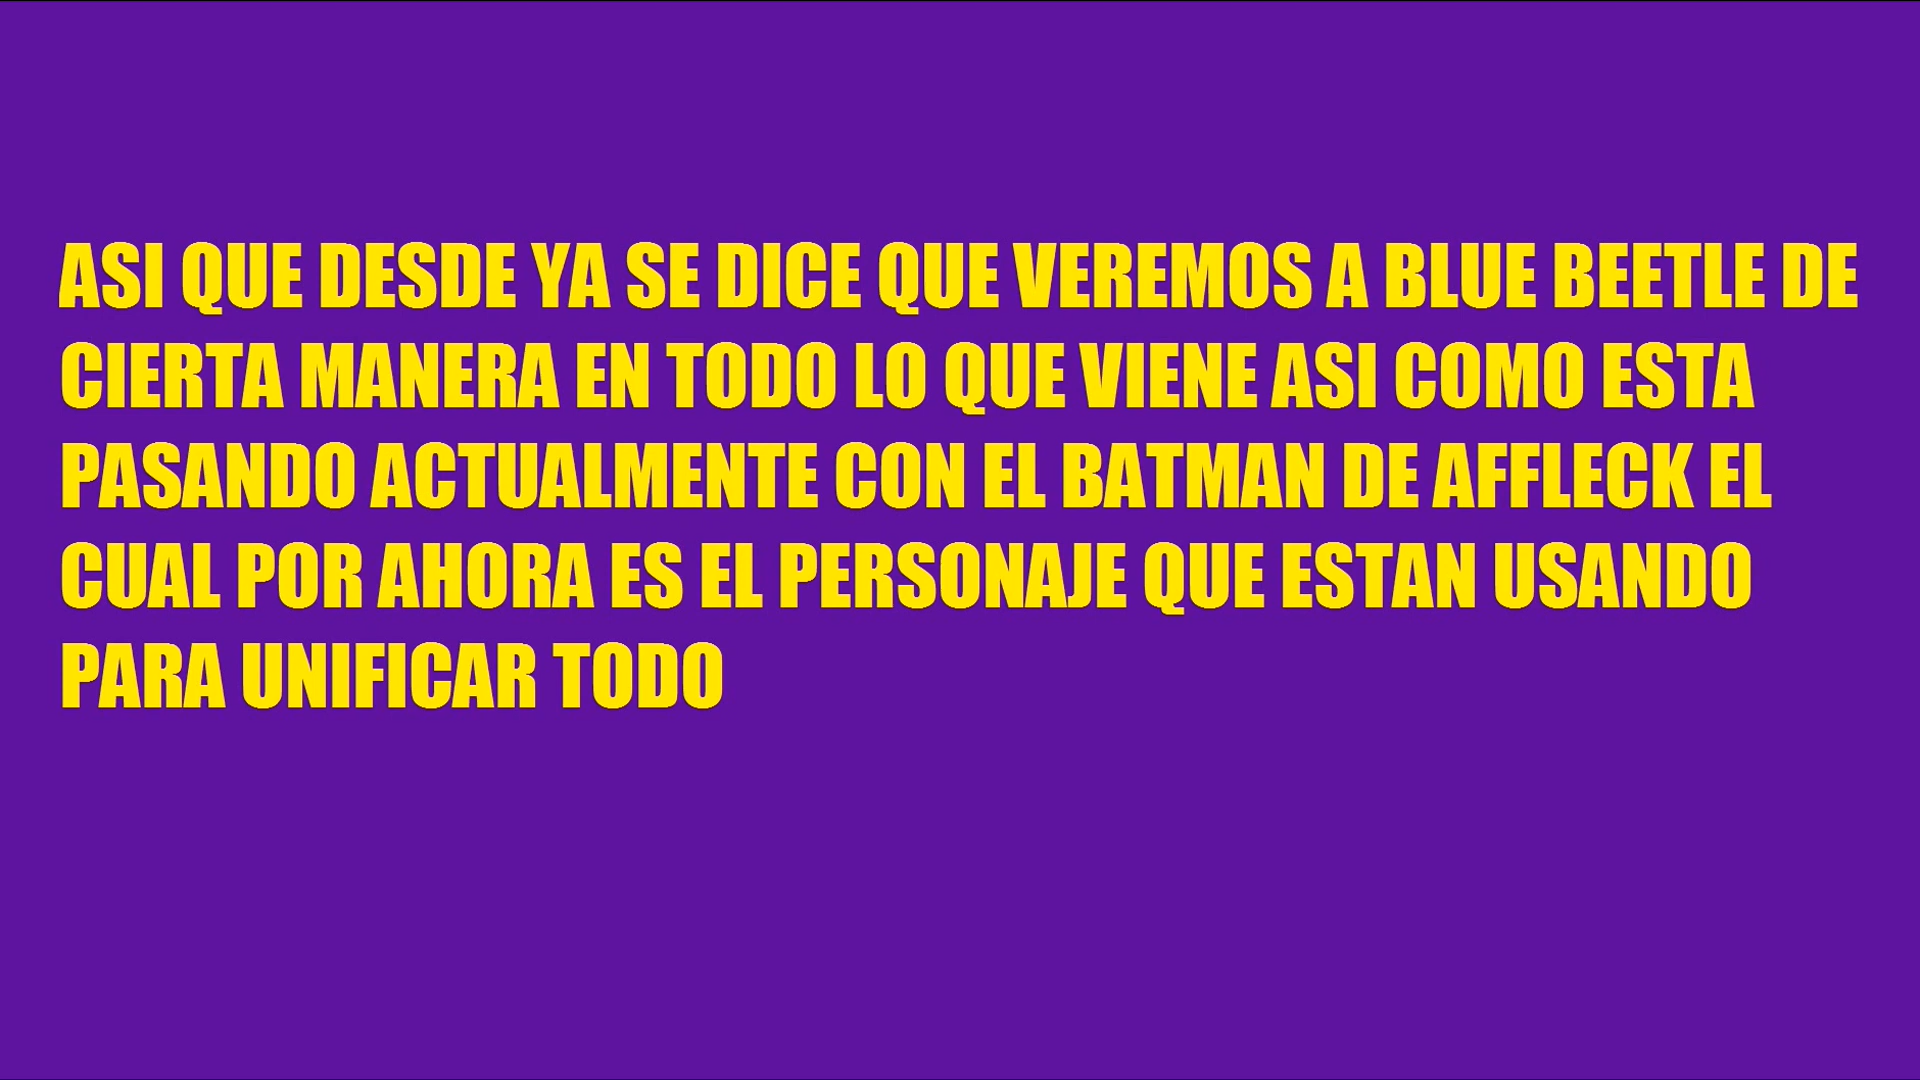 ASI QUE DESDE YA SE DICE QUE VEREMOS A BLUE BEETLE DE
CIERTA MANERA EN TODO LO QUE VIENE ASI COMO ESTA
PASANDO ACTUALMENTE CON EL BATMAN DE AFFLECK EL
CUAL POR AHORA ES EL PERSONAJE QUE ESTAN USANDO
PARA UNIFICAR TODO